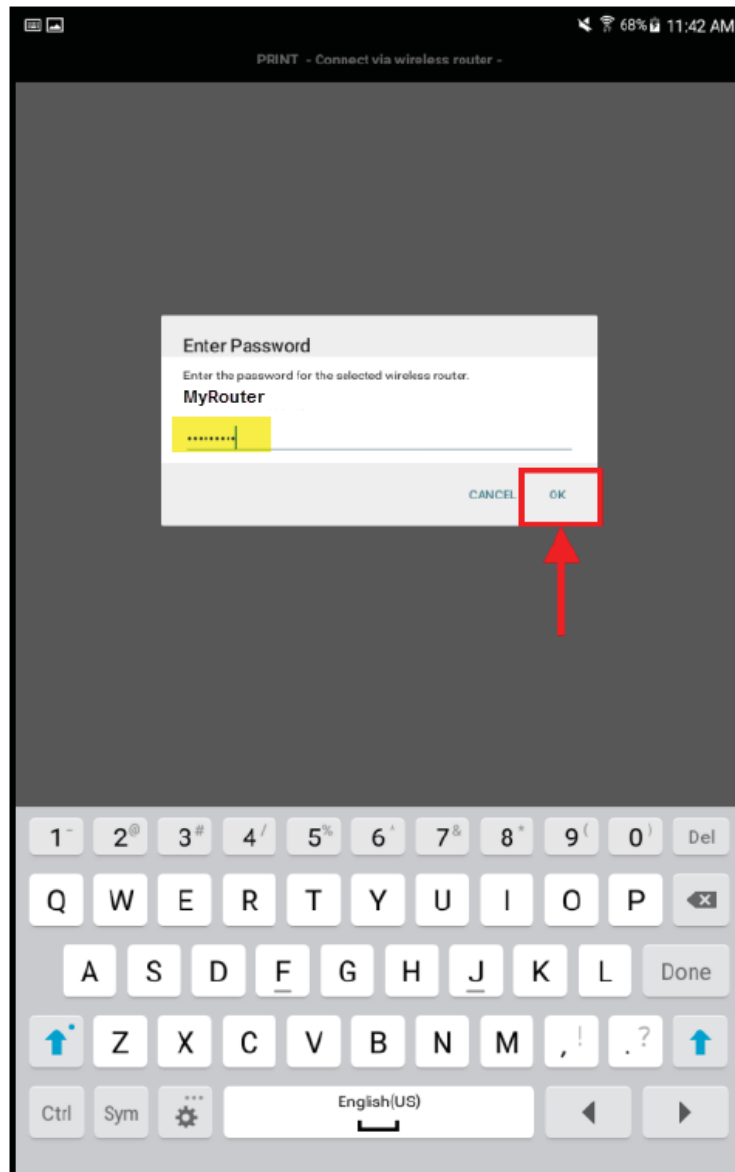 68% 11:42 AM
PRINT - Connect via wireless router -
Enter Password
Enter the password for the selected wireless router.
MyRouter
•••••••••
CANCEL OK
1 - 2 @ 3 # 4 / 5 % 6 ^ 7 & 8 * 9 ( 0 ) Del
Q W E R T Y U I O P
A S D F G H J K L Done
Z X C V B N M , ! . ?
Ctrl Sym English(US)